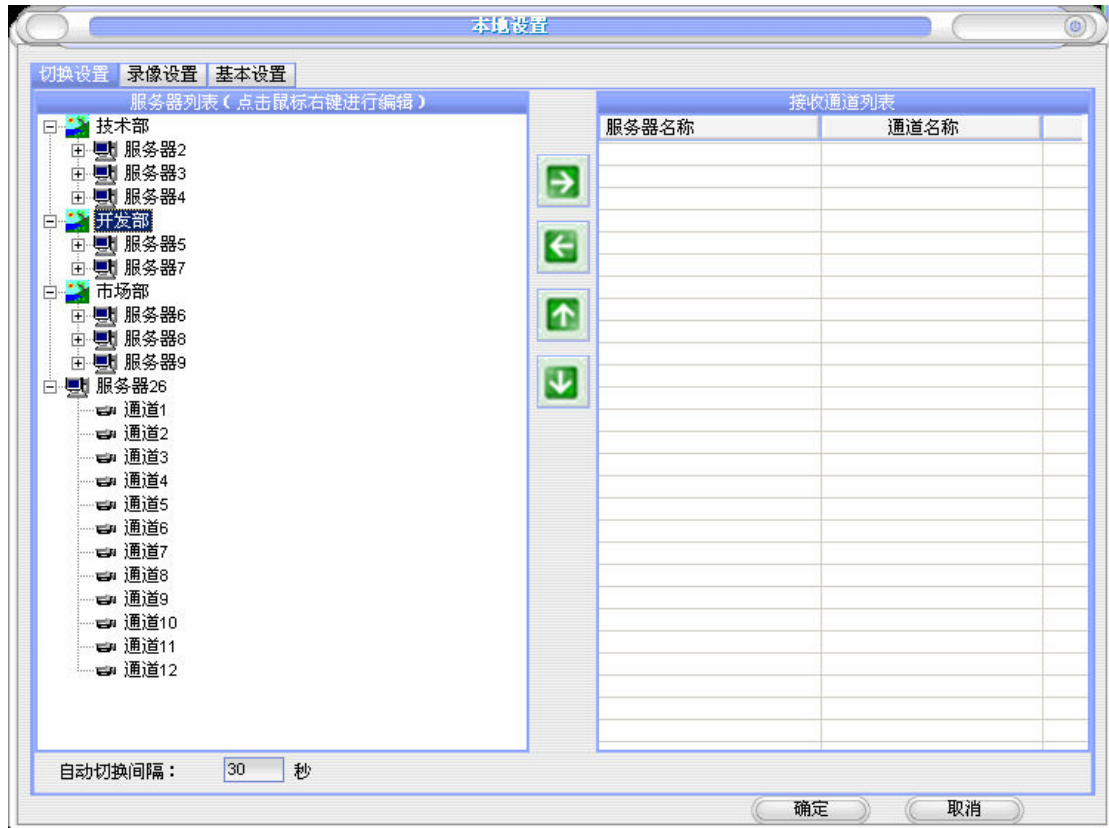 本地设置
切换设置 录像设置 基本设置
服务器列表（点击鼠标右键进行编辑）
接收通道列表
服务器名称 通道名称
技术部
服务器2
服务器3
服务器4
开发部
服务器5
服务器7
市场部
服务器6
服务器8
服务器9
服务器26
通道1
通道2
通道3
通道4
通道5
通道6
通道7
通道8
通道9
通道10
通道11
通道12
自动切换间隔： 30 秒
确定 取消